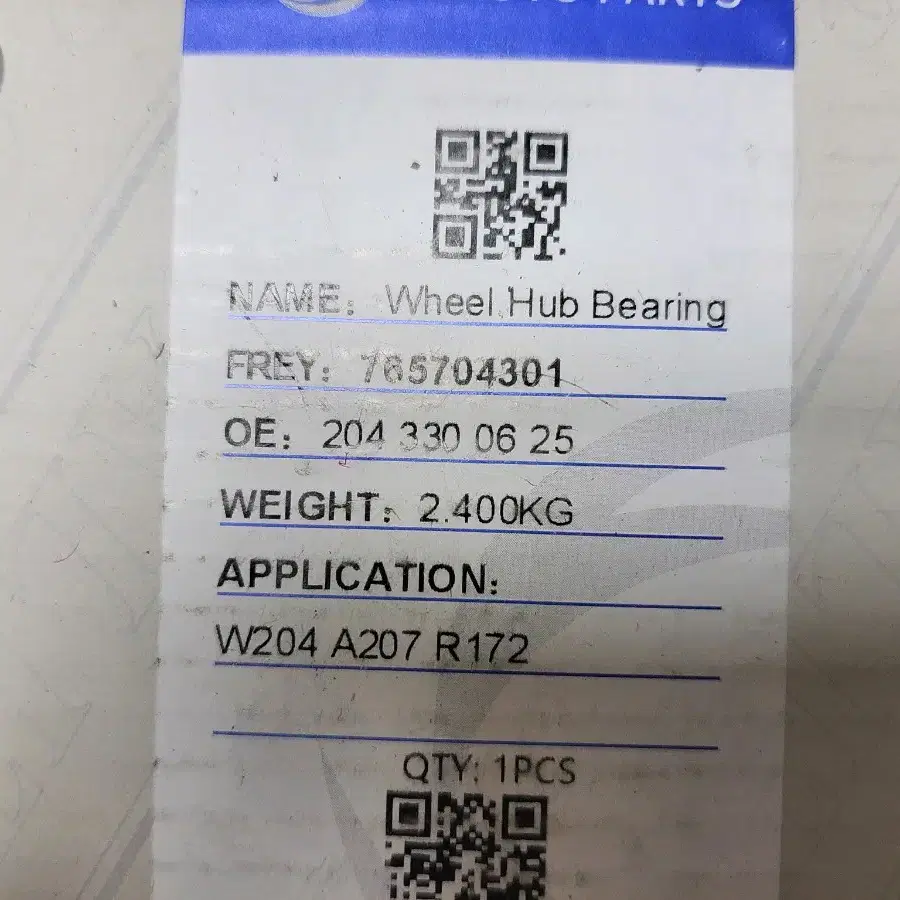 PARTS
NAME: Wheel Hub Bearing
FREY: 765704301
OE: 204 330 06 25
WEIGHT: 2.400KG
APPLICATION:
W204 A207 R172
QTY: 1PCS